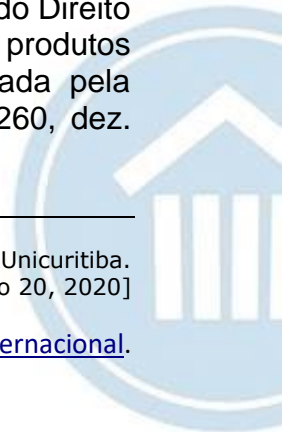 do Direito
produtos
ada pela
260, dez.
Unicuritiba.
o 20, 2020]
ernacional.